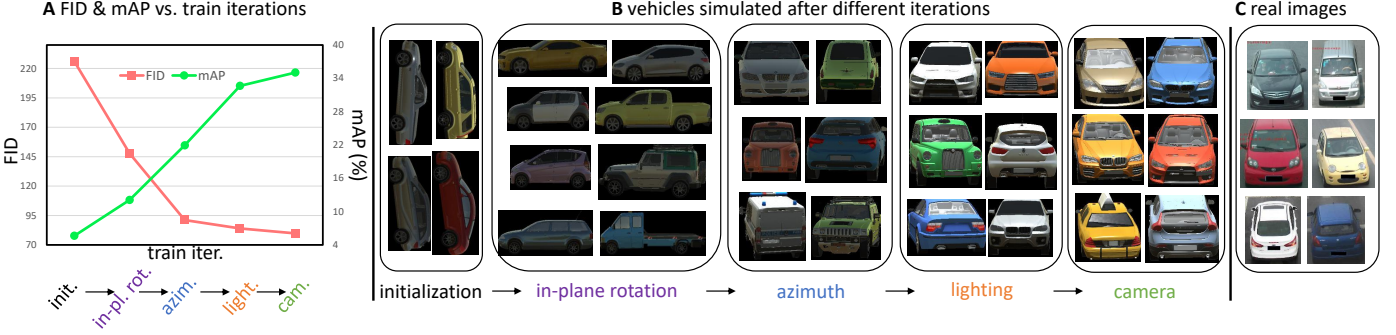 A FID & mAP vs. train iterations
FID
mAP
220
195
170
145
120
95
70
40
34
28
22
16
10
4
FID
mAP (%)
train iter.
init.
in-pl. rot.
azim.
light.
cam.
B vehicles simulated after different iterations
initialization
in-plane rotation
azimuth
lighting
camera
C real images